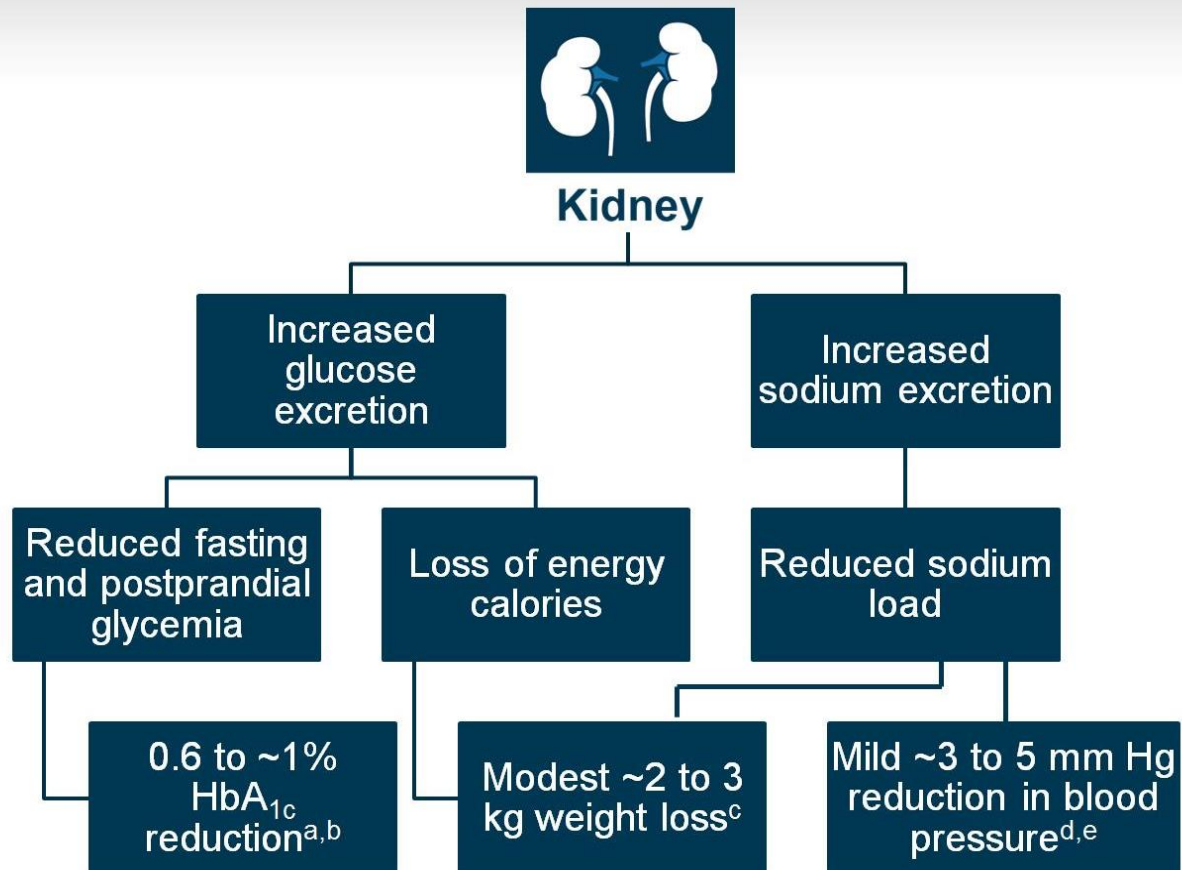 Kidney
Increased
glucose
excretion
Increased
sodium excretion
Reduced fasting
and postprandial
glycemia
Loss of energy
calories
Reduced sodium
load
0.6 to ~1%
HbA1c
reductiona,b
Modest ~2 to 3
kg weight lossc
Mild ~3 to 5 mm Hg
reduction in blood
pressured,e